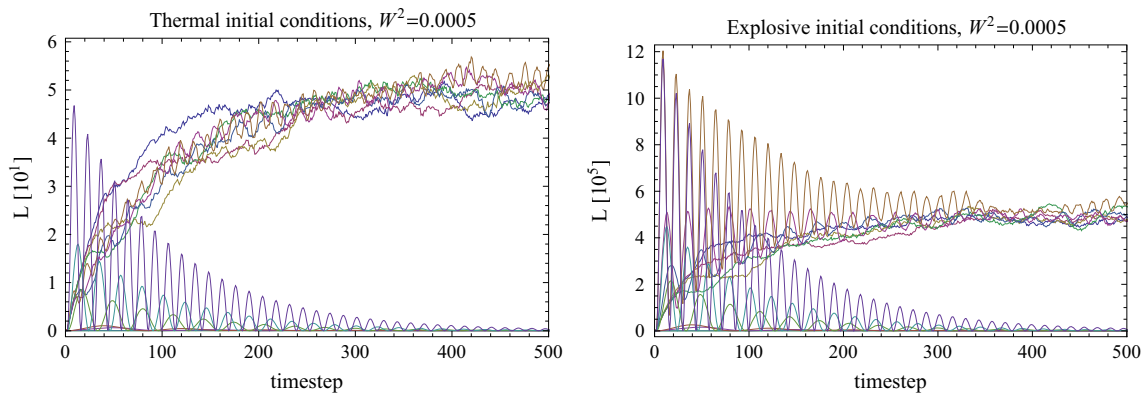 Thermal initial conditions, W²=0.0005
L [10¹]
6
5
4
3
2
1
0
0 100 200 300 400 500
timestep
Explosive initial conditions, W²=0.0005
L [10⁵]
12
10
8
6
4
2
0
0 100 200 300 400 500
timestep